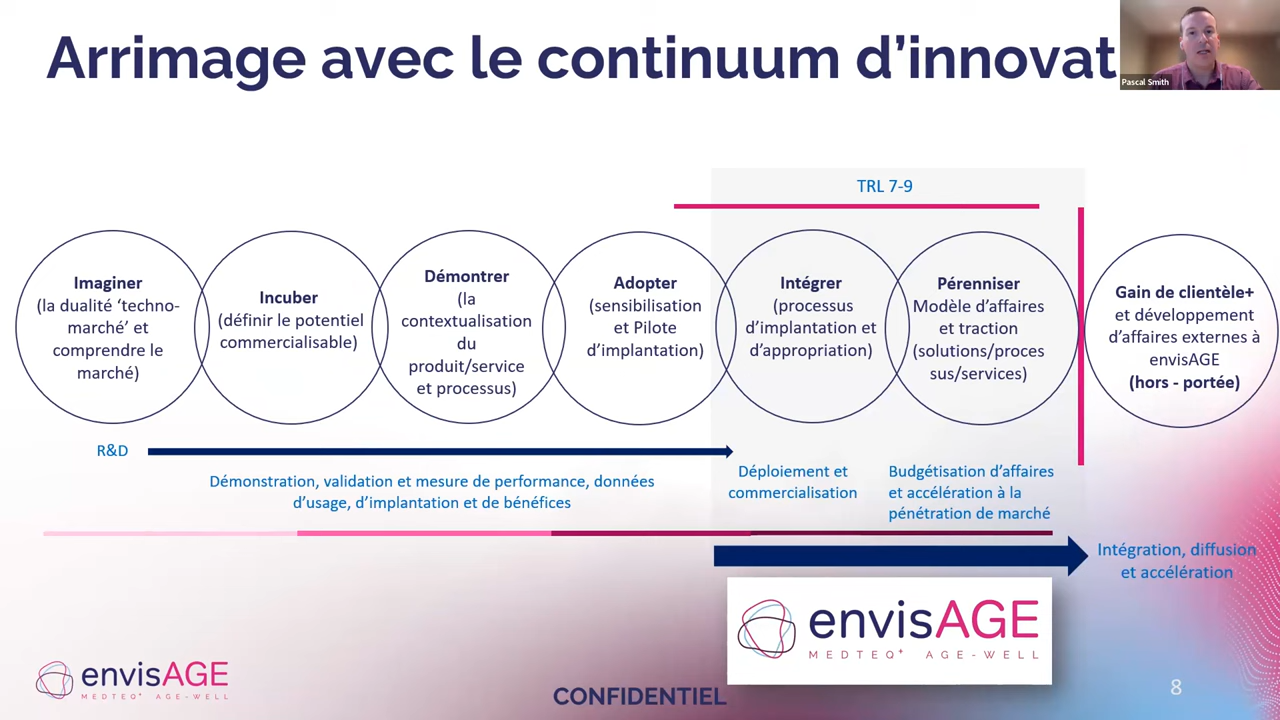 Arrimage avec le continuum d’innovat
Pascal Smith
TRL 7-9
Imaginer
(la dualité ‘techno-
marché’ et
comprendre le
marché)
Incuber
(définir le potentiel
commercialisable)
Démontrer
(la
contextualisation
du
produit/service
et processus)
Adopter
(sensibilisation
et Pilote
d’implantation)
Intégrer
(processus
d’implantation et
d’appropriation)
Pérenniser
Modèle d’affaires
et traction
(solutions/proces
sus/services)
Gain de clientèle+
et développement
d’affaires externes à
envisAGE
(hors - portée)
R&D
Démonstration, validation et mesure de performance, données
d’usage, d’implantation et de bénéfices
Déploiement et
commercialisation
Budgétisation d’affaires
et accélération à la
pénétration de marché
Intégration, diffusion
et accélération
envisAGE
MEDTEQ+ AGE-WELL
envisAGE
MEDTEQ+ AGE-WELL
CONFIDENTIEL
8